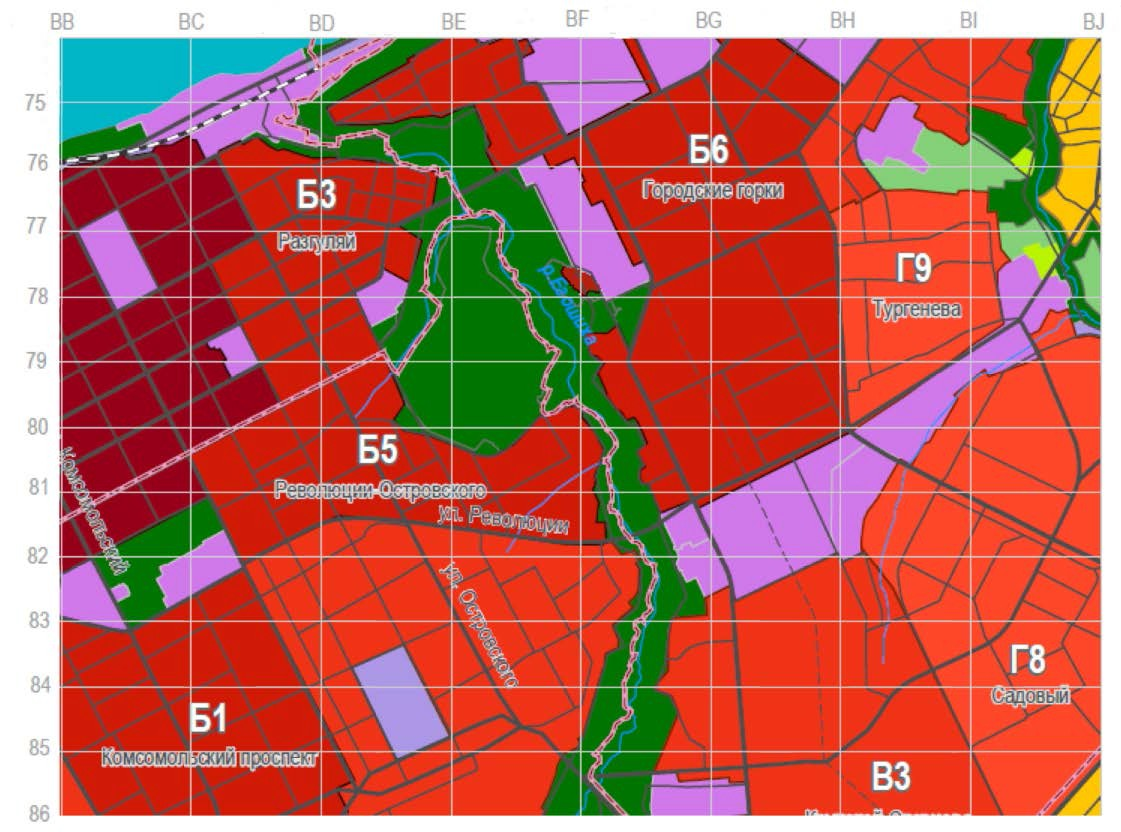 BB BC BD BE BF BG BH BI BJ
75
76
77
78
79
80
81
82
83
84
85
86
Б6
Городские горки
Б3
Разгуляй
Г9
Тургенева
р.Егошиха
Б5
Революции-Островского
ул. Революции
Комсомольский
ул. Островского
Г8
Садовый
Б1
Комсомольский проспект
В3